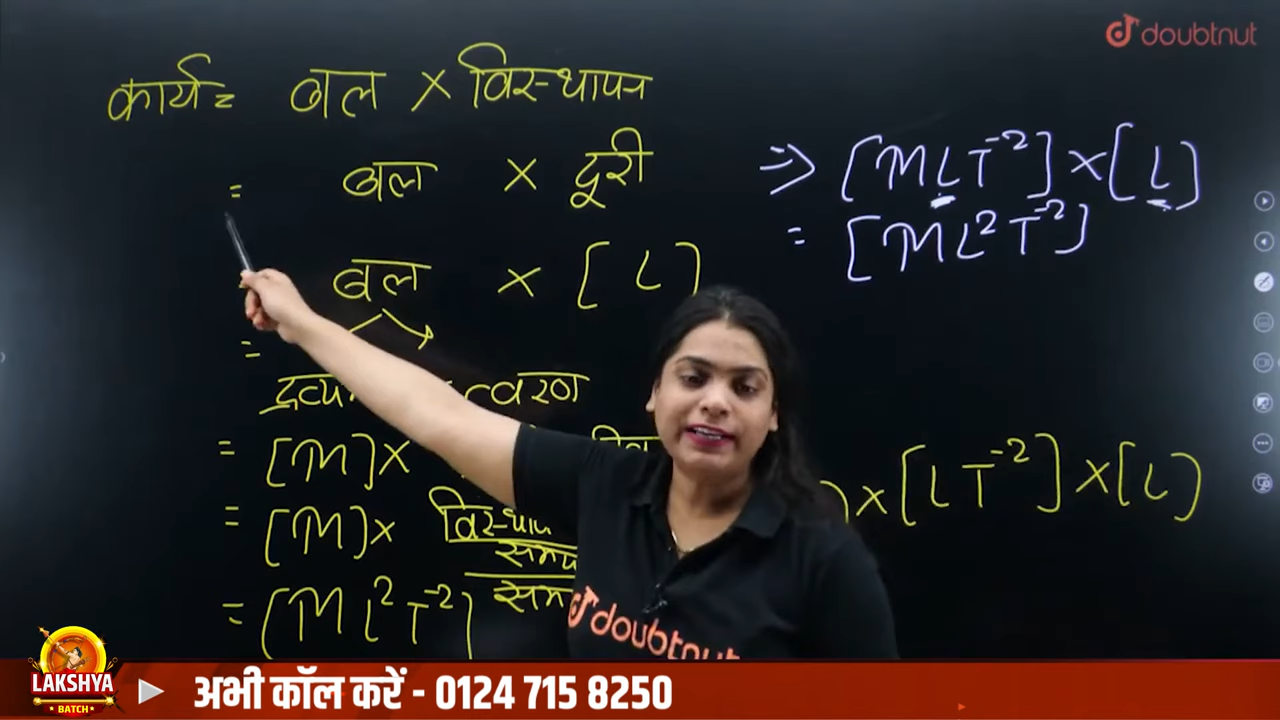 doubtnut
कार्य = बल × विस्थापन
= बल × दूरी
⇒ [MLT⁻²] × [L]
= [ML²T⁻²]
बल × [L]
=
त्वरण
= [M] ×
× [LT⁻²] × [L]
= [M] ×
= [ML²T⁻²]
doubtnut
LAKSHYA
BATCH
अभी कॉल करें - 0124 715 8250